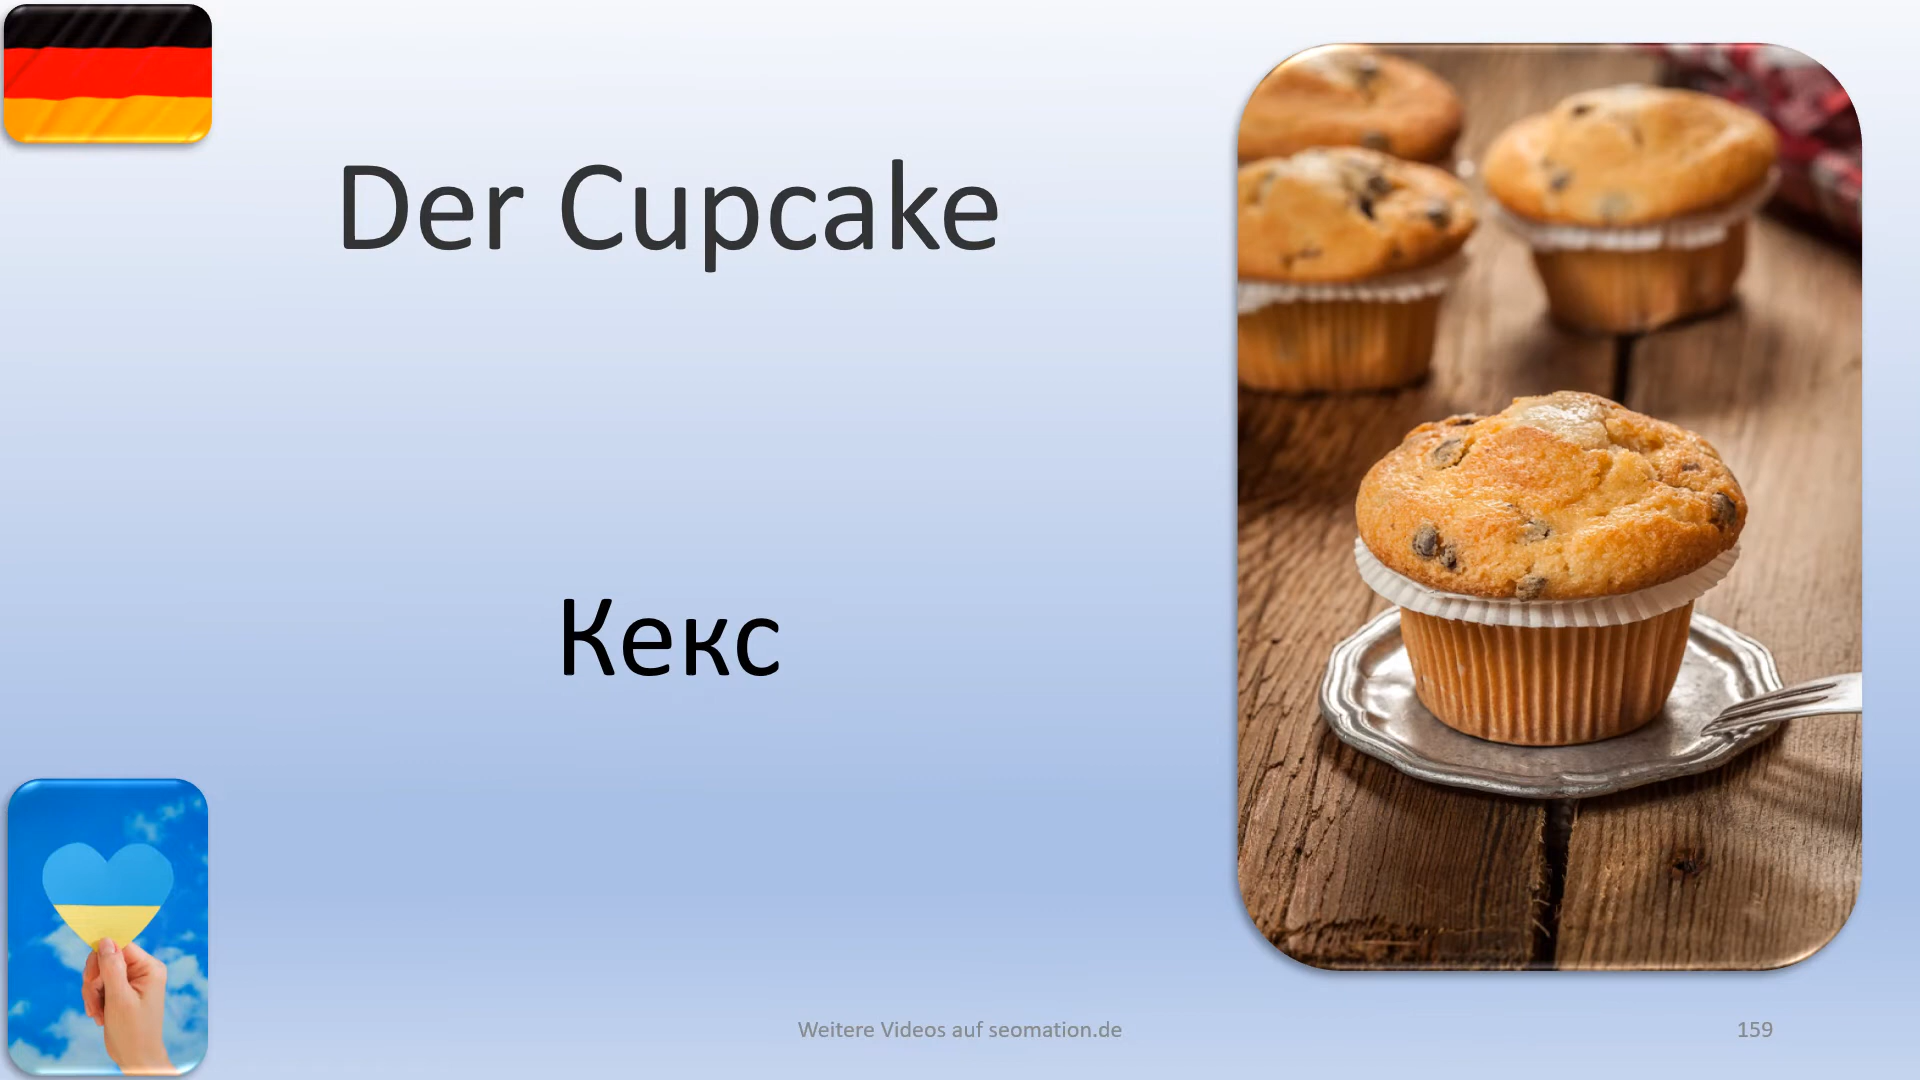 Der Cupcake
Кекс
Weitere Videos auf seomation.de
159